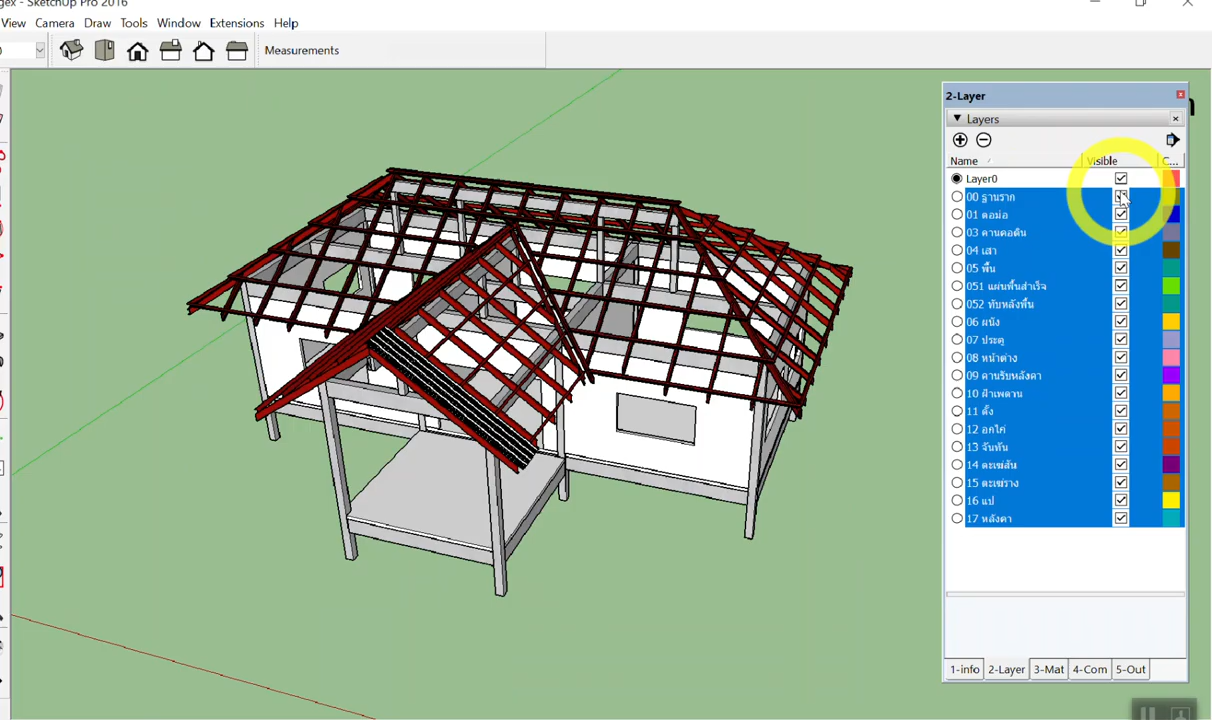 gex - SketchUp Pro 2016
View Camera Draw Tools Window Extensions Help
Measurements
2-Layer
Layers
Name Visible C...
Layer0
00 ฐานราก
01 ตอม่อ
03 คานคอดิน
04 เสา
05 พื้น
051 แผ่นพื้นสำเร็จ
052 ทับหลังพื้น
06 ผนัง
07 ประตู
08 หน้าต่าง
09 คานรับหลังคา
10 ฝ้าเพดาน
11 ดั้ง
12 อกไก่
13 จันทัน
14 ตะเข้สัน
15 ตะเข้ราง
16 แป
17 หลังคา
1-info 2-Layer 3-Mat 4-Com 5-Out